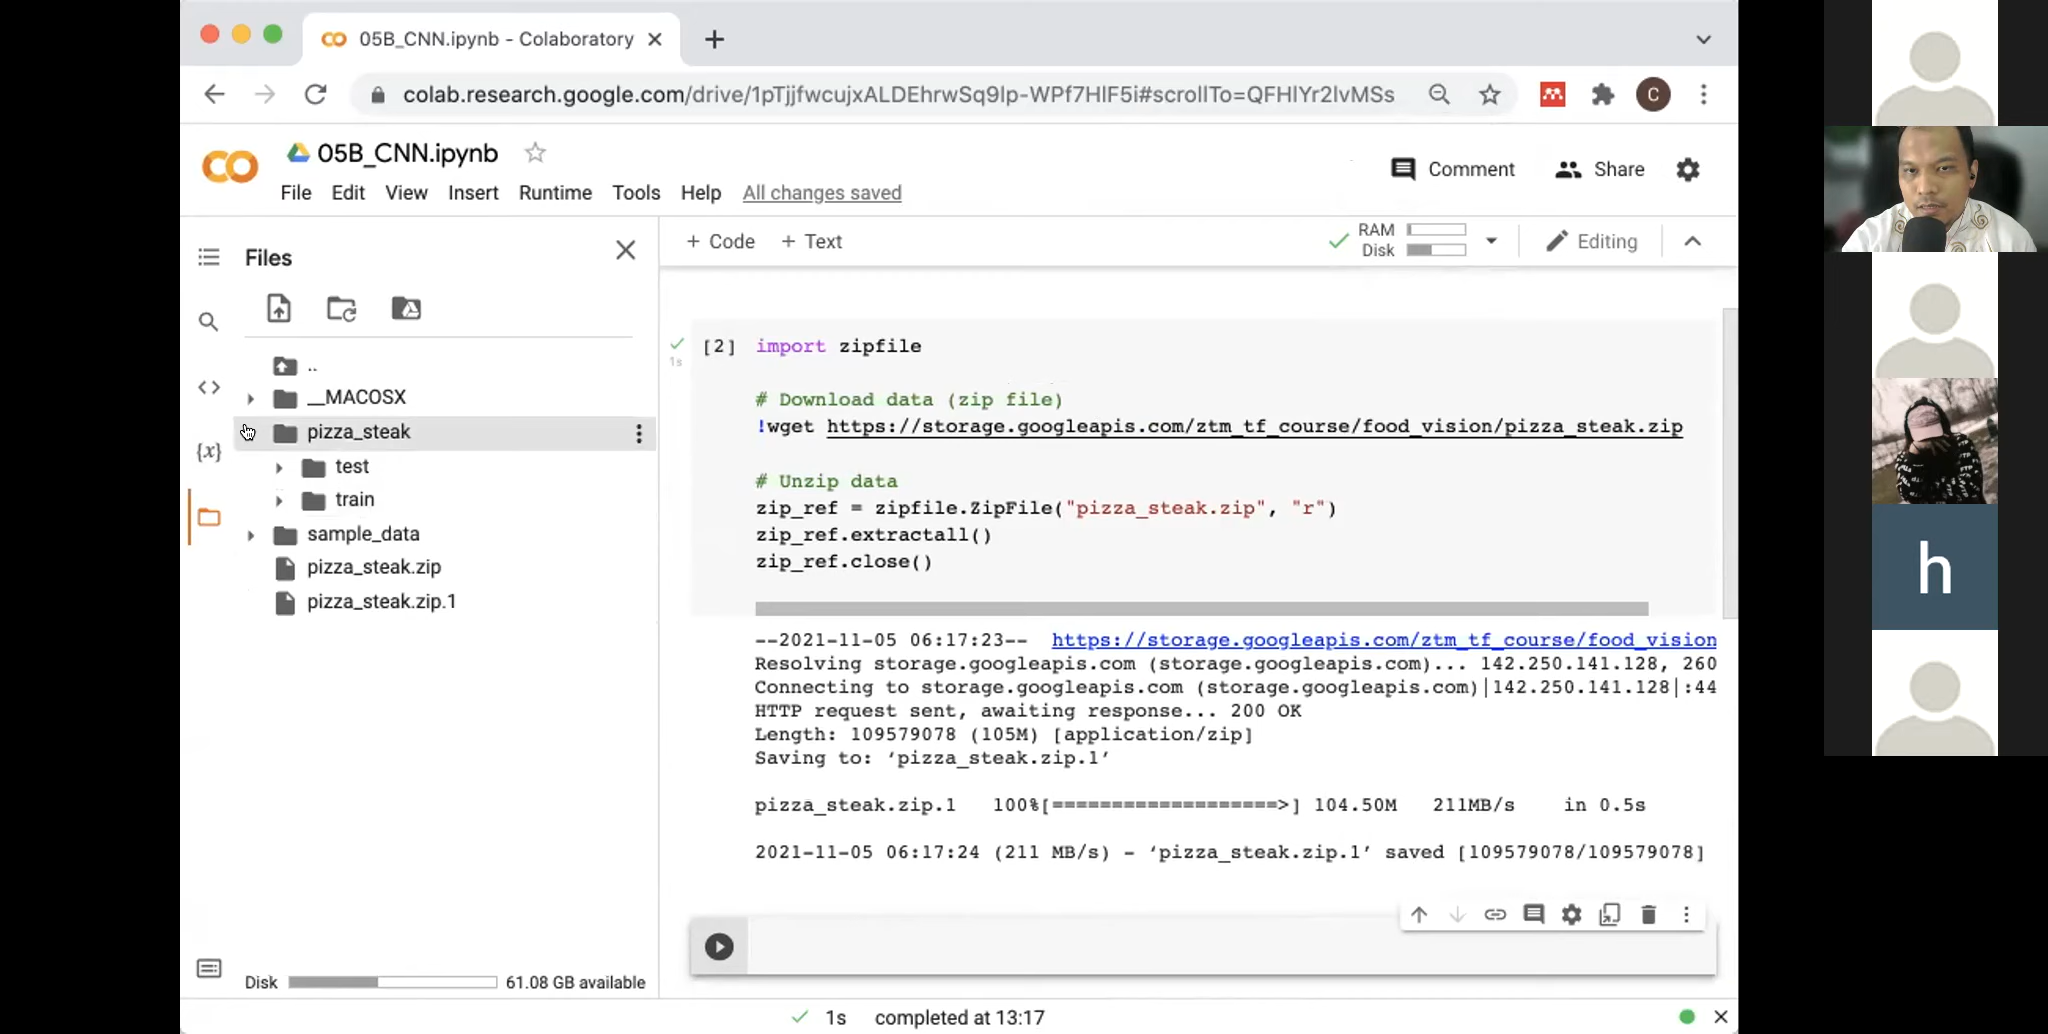 05B_CNN.ipynb - Colaboratory
colab.research.google.com/drive/1pTjjfwcujxALDEhrwSq9lp-WPf7HlF5i#scrollTo=QFHlYr2lvMSs
C
05B_CNN.ipynb
Comment
Share
File Edit View Insert Runtime Tools Help All changes saved
Files
+ Code + Text
RAM
Disk
Editing
..
__MACOSX
pizza_steak
test
train
sample_data
pizza_steak.zip
pizza_steak.zip.1
{x}
Disk
61.08 GB available
1s
[2]
import zipfile
# Download data (zip file)
!wget https://storage.googleapis.com/ztm_tf_course/food_vision/pizza_steak.zip
# Unzip data
zip_ref = zipfile.ZipFile("pizza_steak.zip", "r")
zip_ref.extractall()
zip_ref.close()
--2021-11-05 06:17:23-- https://storage.googleapis.com/ztm_tf_course/food_vision
Resolving storage.googleapis.com (storage.googleapis.com)... 142.250.141.128, 260
Connecting to storage.googleapis.com (storage.googleapis.com)|142.250.141.128|:44
HTTP request sent, awaiting response... 200 OK
Length: 109579078 (105M) [application/zip]
Saving to: ‘pizza_steak.zip.1’
pizza_steak.zip.1 100%[===================>] 104.50M 211MB/s in 0.5s
2021-11-05 06:17:24 (211 MB/s) - ‘pizza_steak.zip.1’ saved [109579078/109579078]
1s completed at 13:17
h